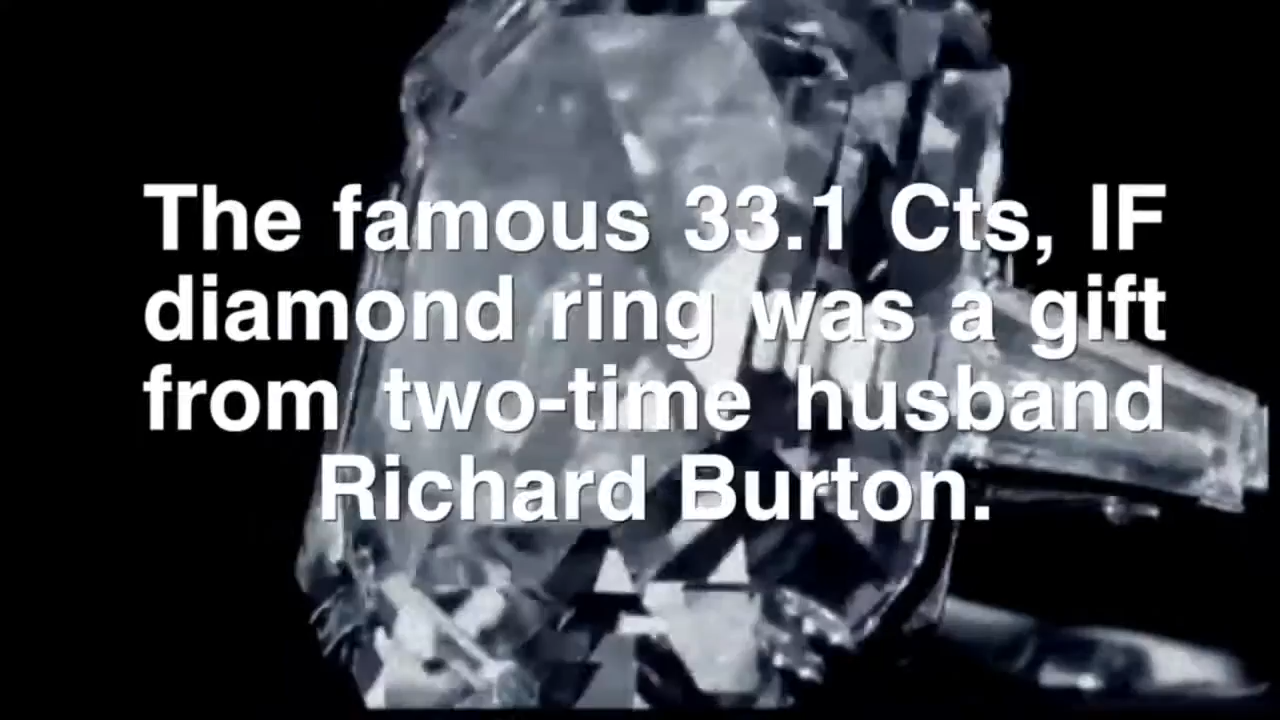 The famous 33.1 Cts, IF
diamond ring was a gift
from two-time husband
Richard Burton.